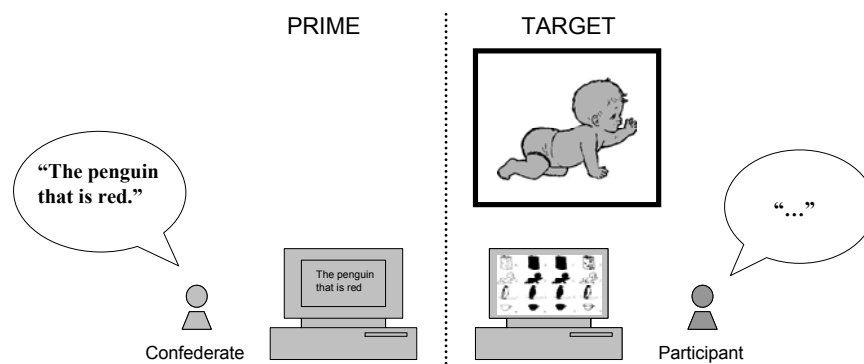 PRIME
TARGET
“The penguin
that is red.”
“...”
The penguin
that is red
Confederate
Participant